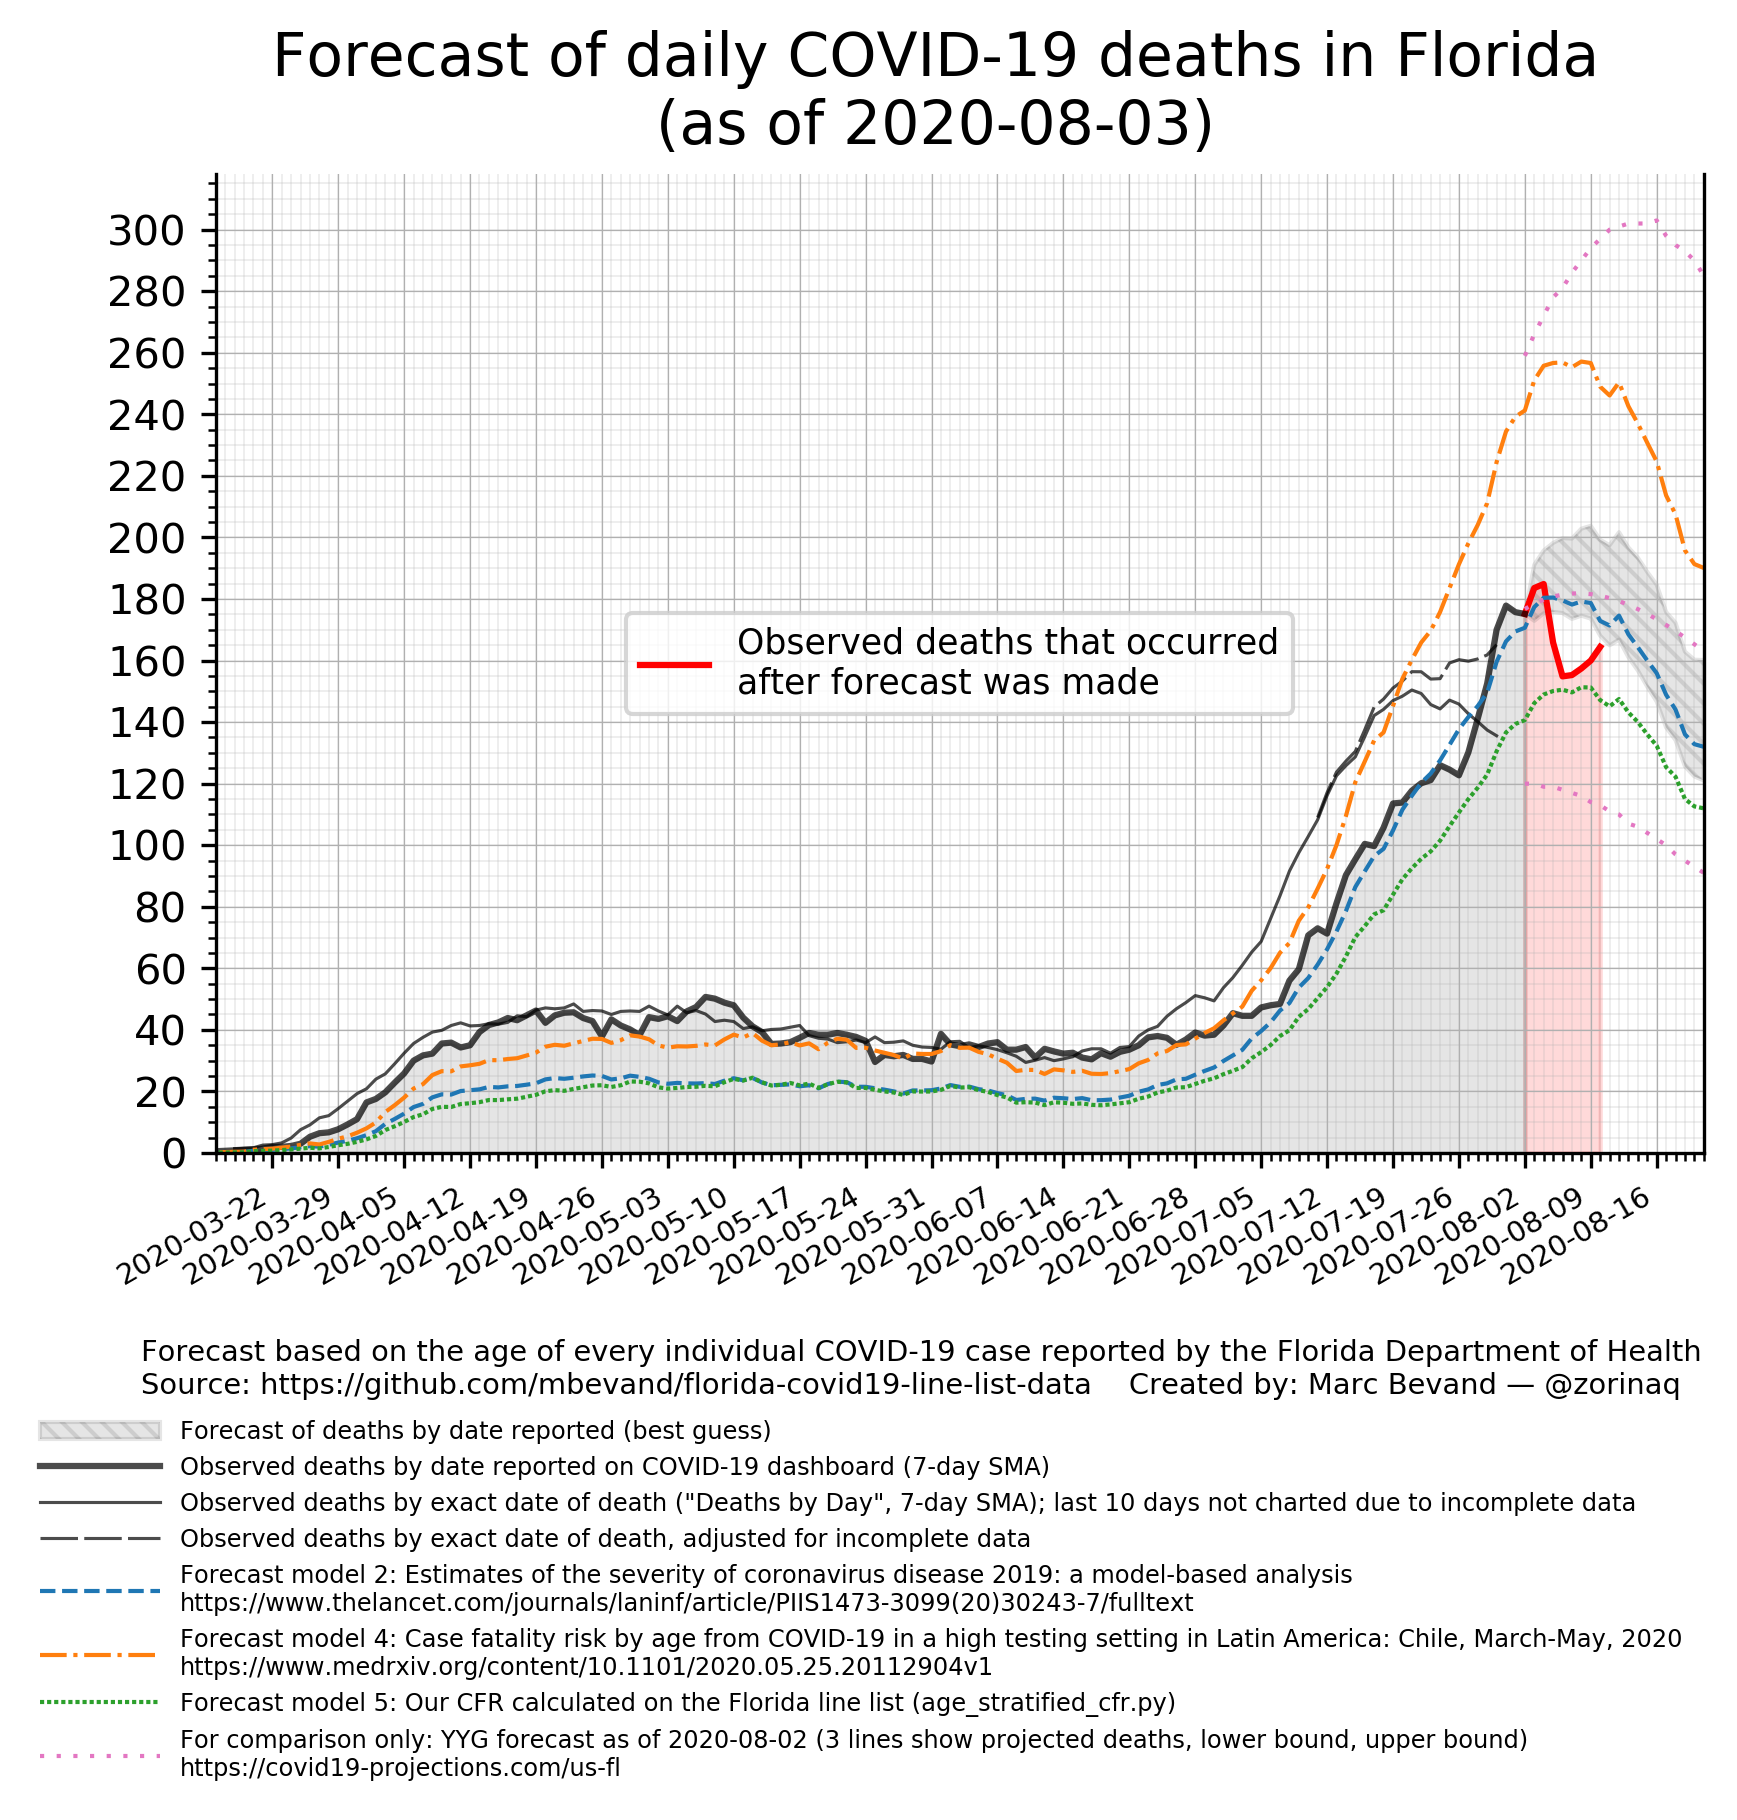 Forecast of daily COVID-19 deaths in Florida
(as of 2020-08-03)
300
280
260
240
220
200
180
160
140
120
100
80
60
40
20
0
Observed deaths that occurred
after forecast was made
2020-03-22
2020-03-29
2020-04-05
2020-04-12
2020-04-19
2020-04-26
2020-05-03
2020-05-10
2020-05-17
2020-05-24
2020-05-31
2020-06-07
2020-06-14
2020-06-21
2020-06-28
2020-07-05
2020-07-12
2020-07-19
2020-07-26
2020-08-02
2020-08-09
2020-08-16
Forecast based on the age of every individual COVID-19 case reported by the Florida Department of Health
Source: https://github.com/mbevand/florida-covid19-line-list-data Created by: Marc Bevand — @zorinaq
Forecast of deaths by date reported (best guess)
Observed deaths by date reported on COVID-19 dashboard (7-day SMA)
Observed deaths by exact date of death ("Deaths by Day", 7-day SMA); last 10 days not charted due to incomplete data
Observed deaths by exact date of death, adjusted for incomplete data
Forecast model 2: Estimates of the severity of coronavirus disease 2019: a model-based analysis
https://www.thelancet.com/journals/laninf/article/PIIS1473-3099(20)30243-7/fulltext
Forecast model 4: Case fatality risk by age from COVID-19 in a high testing setting in Latin America: Chile, March-May, 2020
https://www.medrxiv.org/content/10.1101/2020.05.25.20112904v1
Forecast model 5: Our CFR calculated on the Florida line list (age_stratified_cfr.py)
For comparison only: YYG forecast as of 2020-08-02 (3 lines show projected deaths, lower bound, upper bound)
https://covid19-projections.com/us-fl